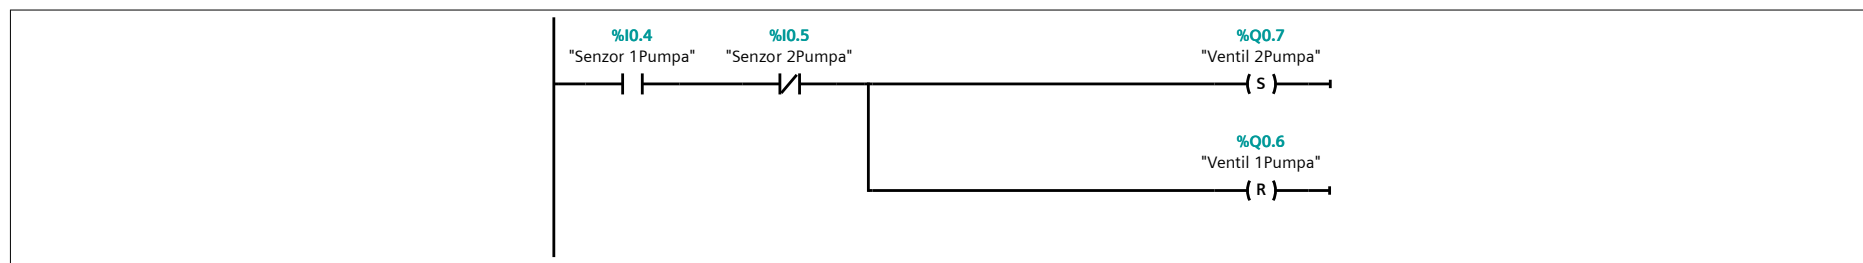 %I0.4
"Senzor 1Pumpa"
%I0.5
"Senzor 2Pumpa"
%Q0.7
"Ventil 2Pumpa"
S
%Q0.6
"Ventil 1Pumpa"
R